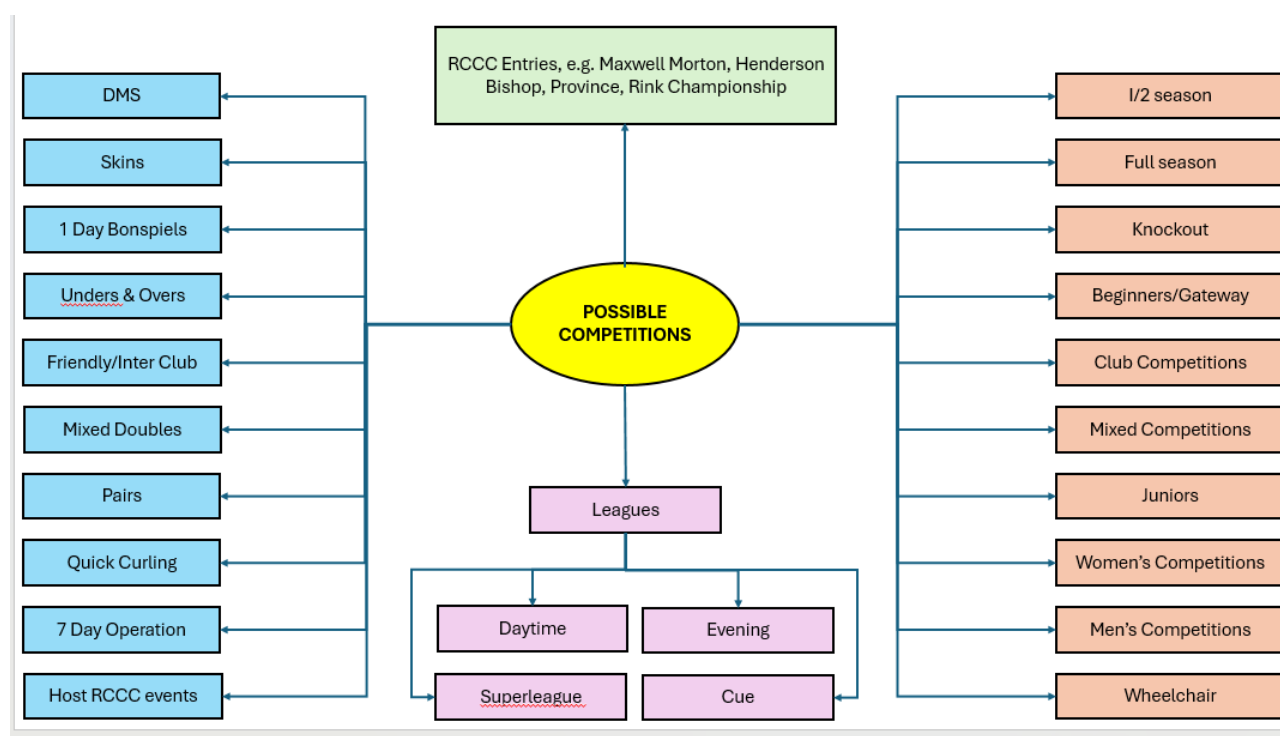 RCCC Entries, e.g. Maxwell Morton, Henderson
Bishop, Province, Rink Championship
DMS
Skins
1 Day Bonspiels
Unders & Overs
Friendly/Inter Club
Mixed Doubles
Pairs
Quick Curling
7 Day Operation
Host RCCC events
POSSIBLE
COMPETITIONS
Leagues
Daytime
Evening
Superleague
Cue
I/2 season
Full season
Knockout
Beginners/Gateway
Club Competitions
Mixed Competitions
Juniors
Women’s Competitions
Men’s Competitions
Wheelchair